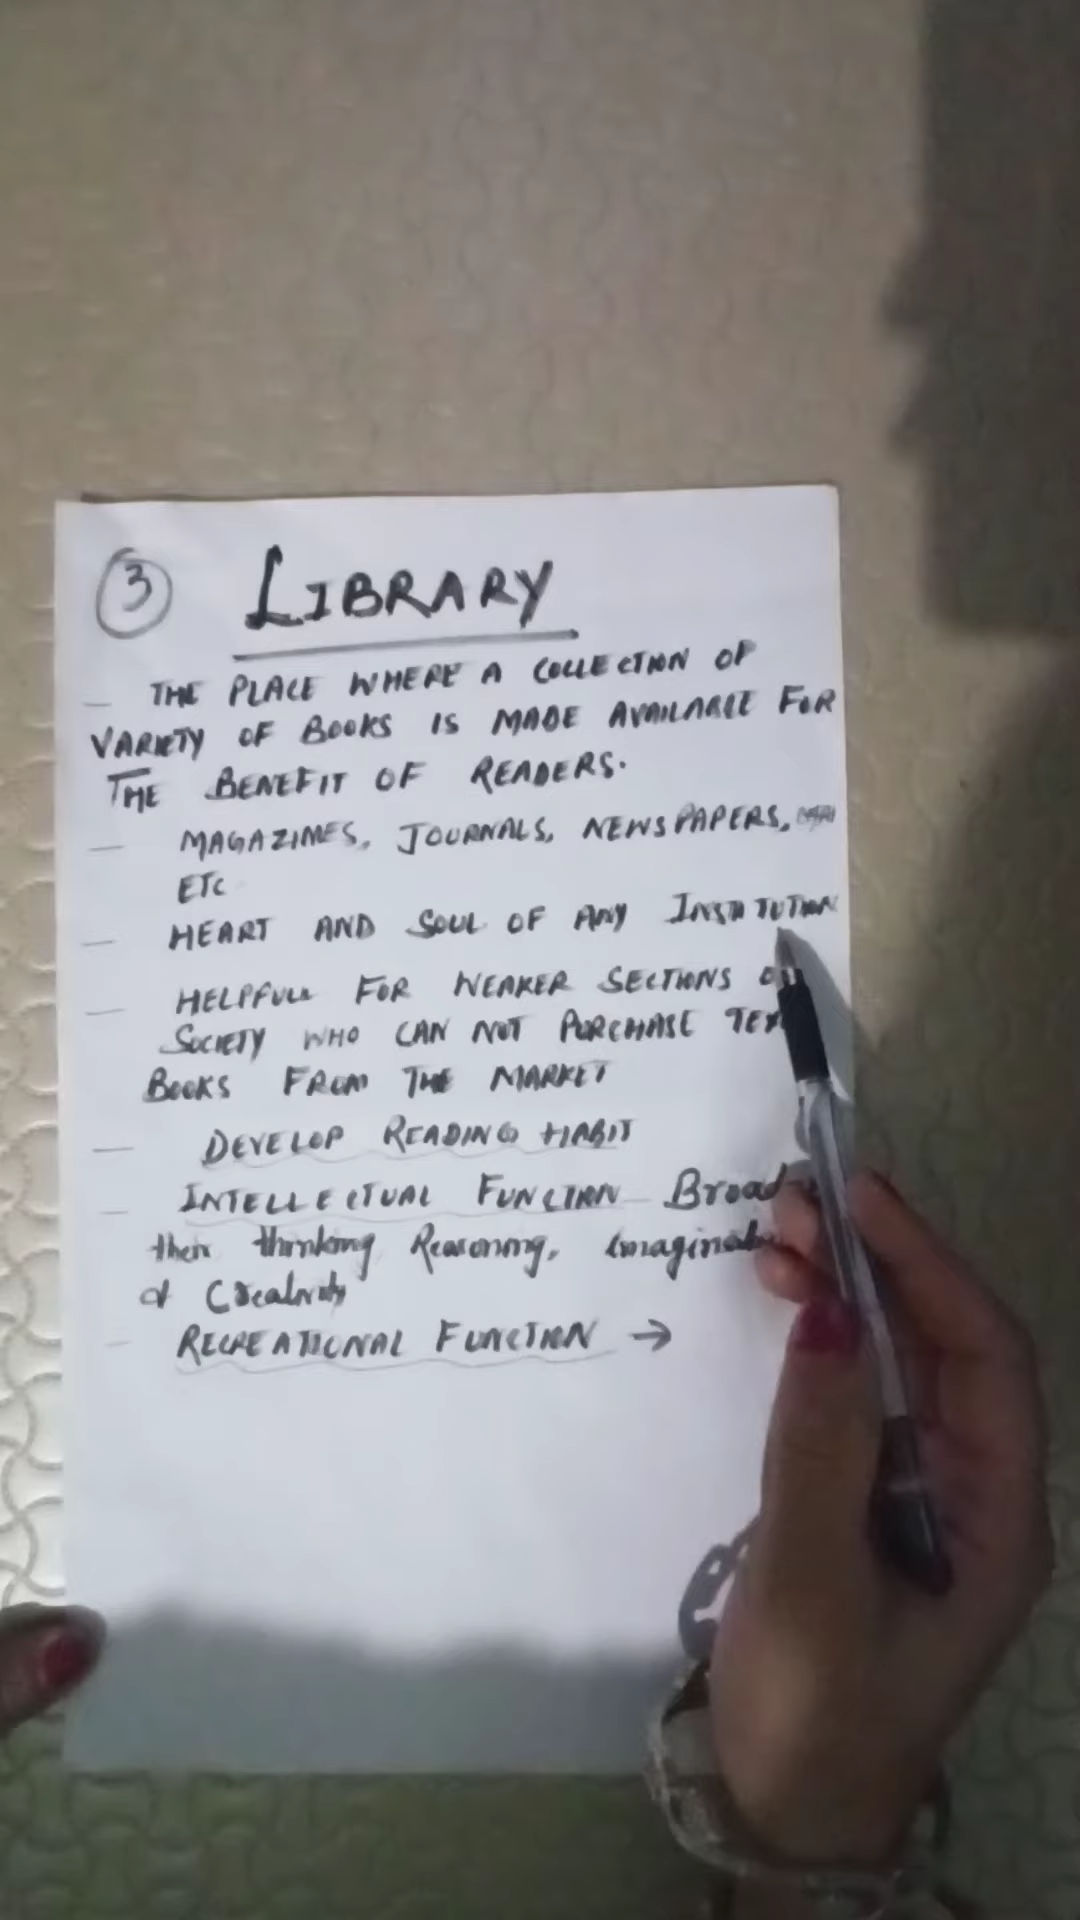 3
LIBRARY
— THE PLACE WHERE A COLLECTION OF
VARIETY OF BOOKS IS MADE AVAILABLE FOR
THE BENEFIT OF READERS.
— MAGAZINES, JOURNALS, NEWSPAPERS,
ETC
— HEART AND SOUL OF ANY INSTITUTION
— HELPFULL FOR WEAKER SECTIONS
SOCIETY WHO CAN NOT PURCHASE
BOOKS FROM THE MARKET
— DEVELOP READING HABIT
— INTELLECTUAL FUNCTION Broad
their thinking Reasoning,
& Creativity
— RECREATIONAL FUNCTION →